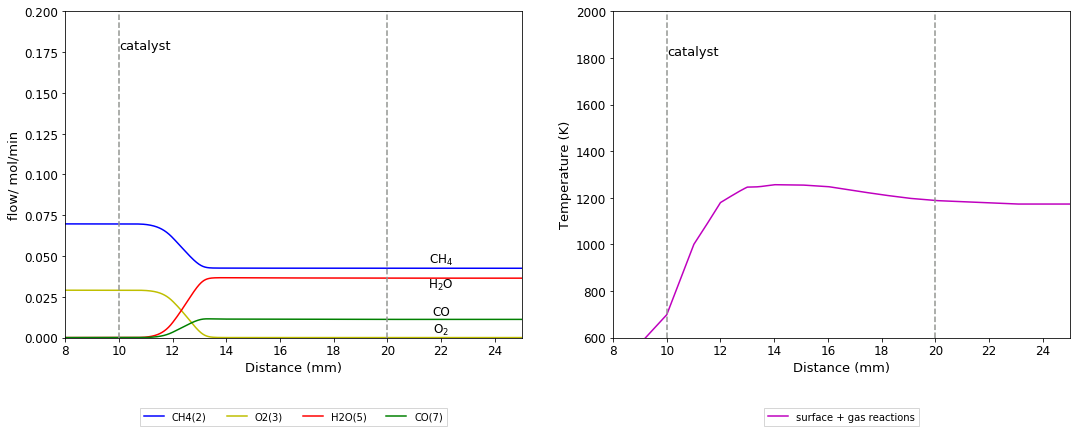 0.200
0.175
0.150
0.125
0.100
0.075
0.050
0.025
0.000
flow/ mol/min
catalyst
CH₄
H₂O
CO
O₂
8 10 12 14 16 18 20 22 24
Distance (mm)
CH4(2) O2(3) H2O(5) CO(7)
2000
1800
1600
1400
1200
1000
800
600
Temperature (K)
catalyst
8 10 12 14 16 18 20 22 24
Distance (mm)
surface + gas reactions